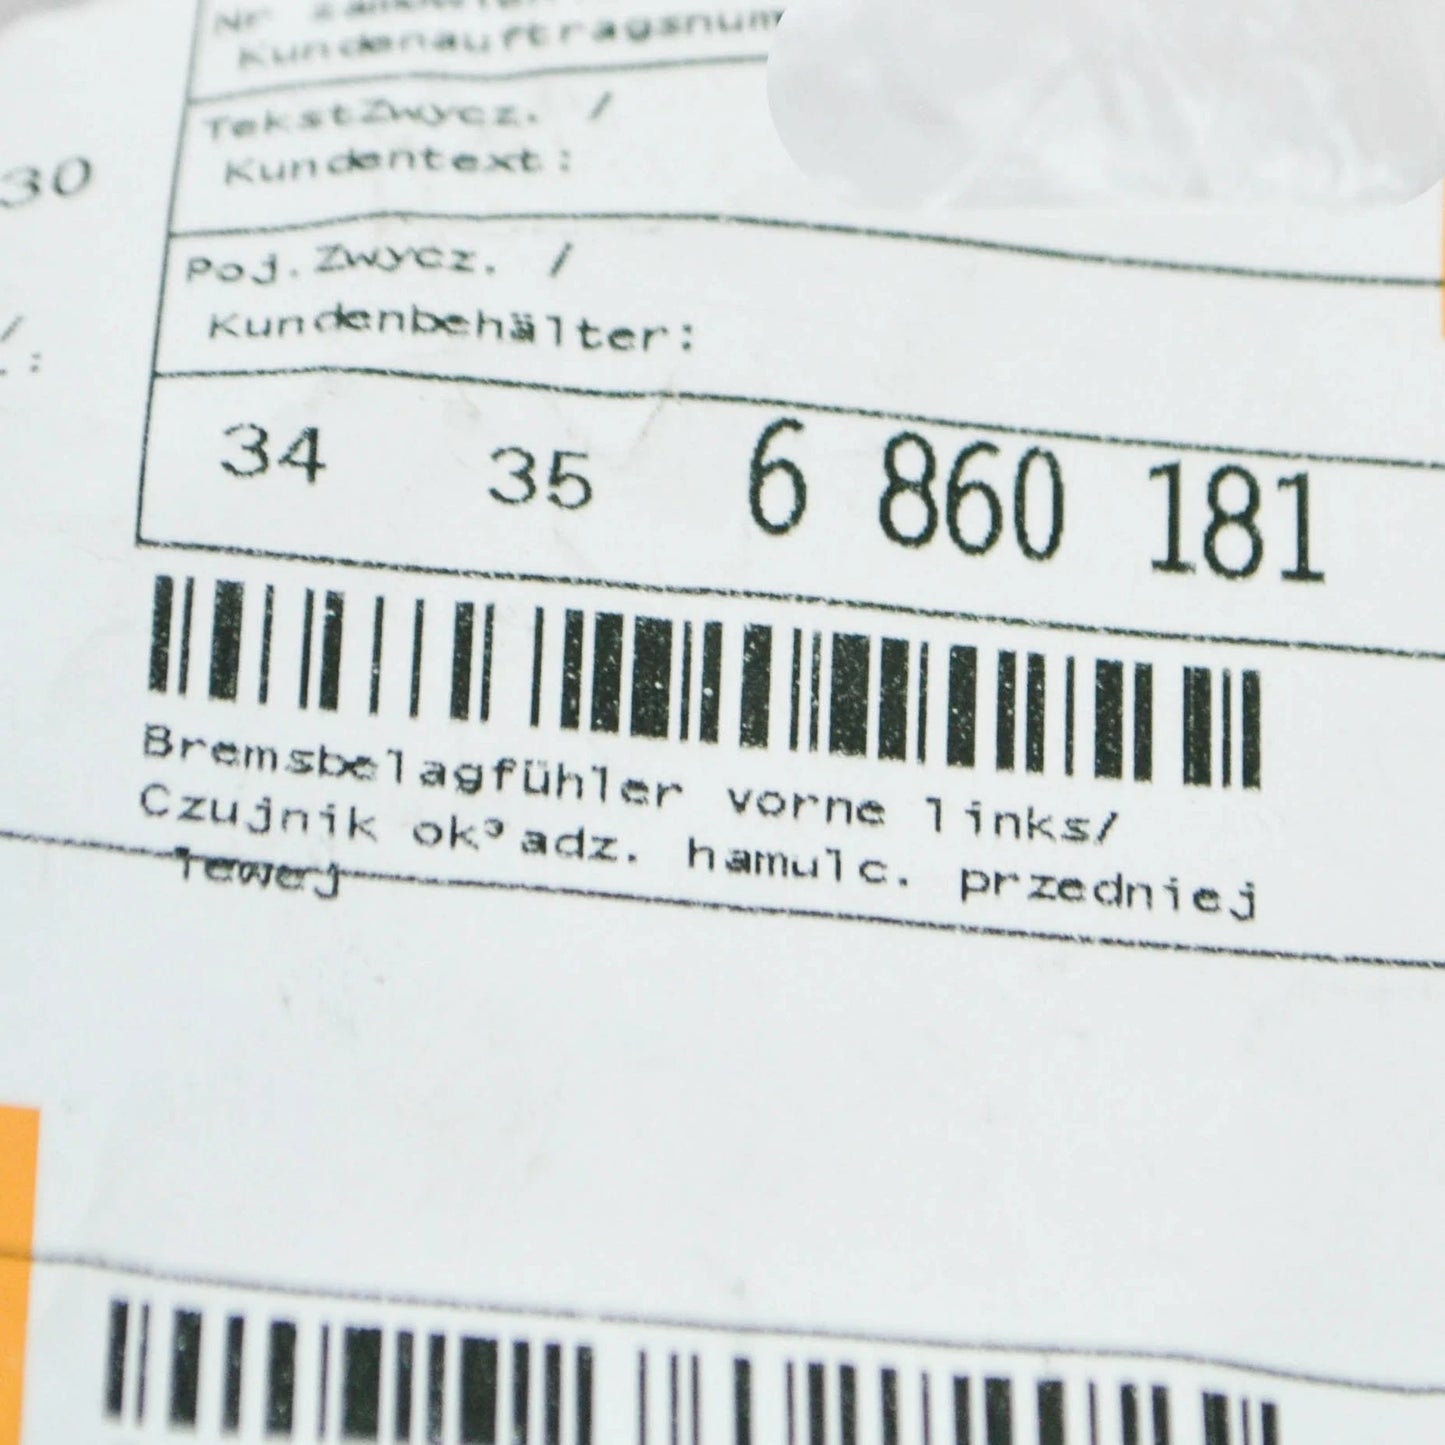 Nr
Kundenauftragsnum
TekstZwycz. /
Kundentext:
30
Poj.Zwycz. /
Kundenbehälter:
/
:
34 35 6 860 181
Bremsbelagfühler vorne links/
Czujnik ok³adz. hamulc. przedniej
lewej